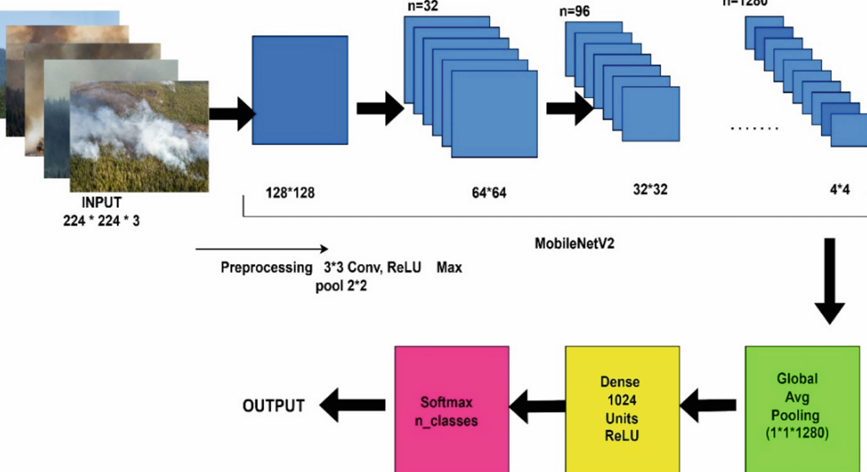 n=32
n=96
n=1280
128*128
64*64
32*32
4*4
INPUT
224 * 224 * 3
MobileNetV2
Preprocessing 3*3 Conv, ReLU Max
pool 2*2
OUTPUT
Softmax
n_classes
Dense
1024
Units
ReLU
Global
Avg
Pooling
(1*1*1280)